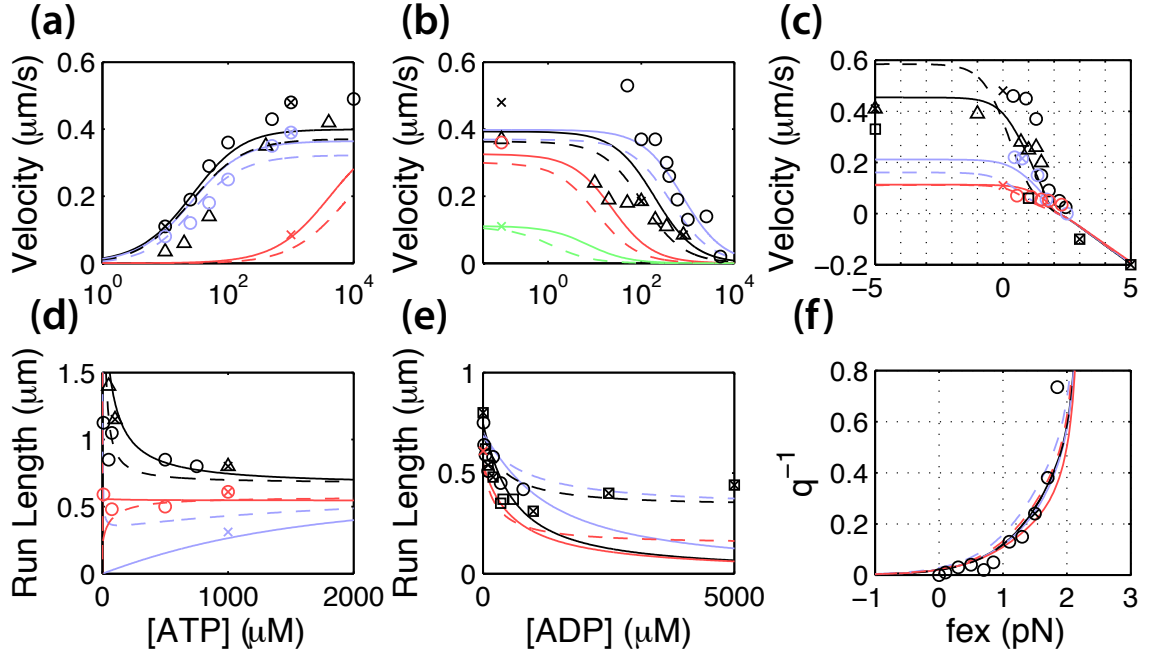 (a)
Velocity (μm/s)
0.6
0.4
0.2
0
10^0
10^2
10^4
(b)
Velocity (μm/s)
0.6
0.4
0.2
0
10^0
10^2
10^4
(c)
Velocity (μm/s)
0.6
0.4
0.2
0
−0.2
−5
0
5
(d)
Run Length (μm)
1.5
1
0.5
0
0
1000
2000
[ATP] (μM)
(e)
Run Length (μm)
1
0.5
0
0
5000
[ADP] (μM)
(f)
q^-1
0.8
0.6
0.4
0.2
0
−1
0
1
2
3
fex (pN)